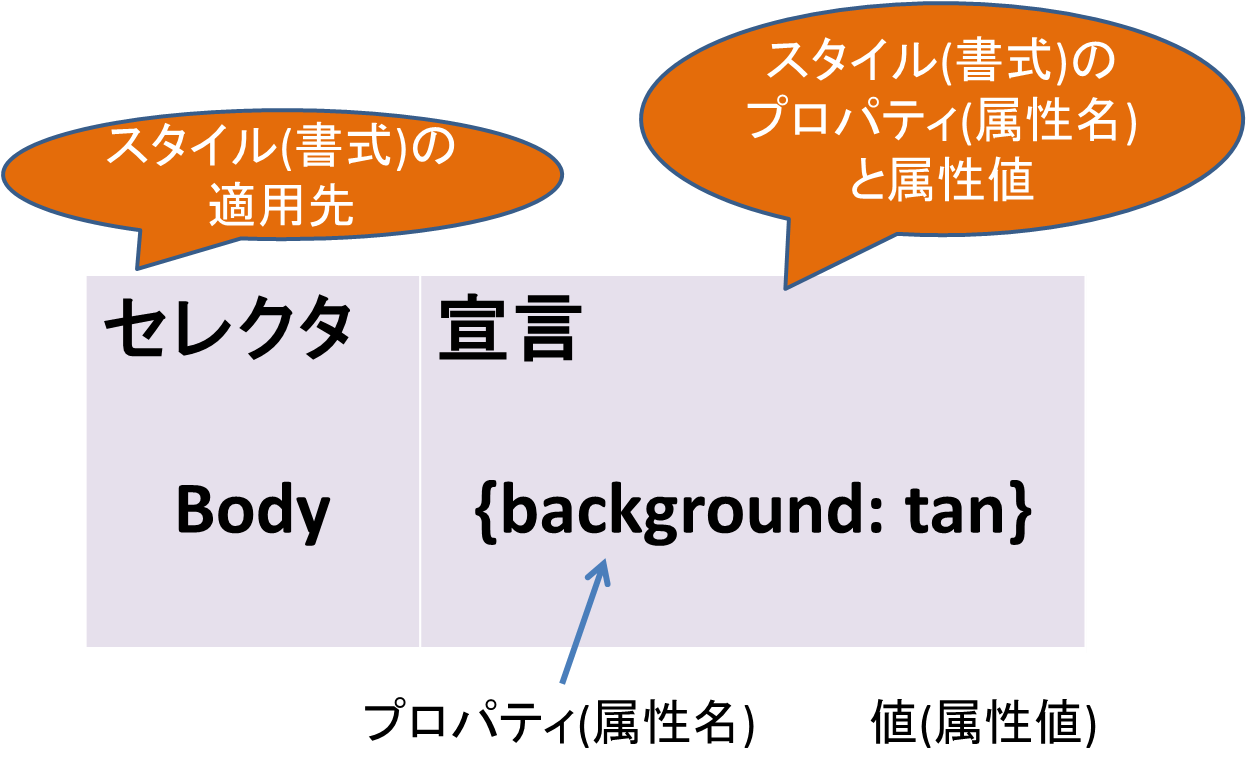 スタイル(書式)の
適用先
スタイル(書式)の
プロパティ(属性名)
と属性値
セレクタ
宣言
Body
{background: tan}
プロパティ(属性名)
値(属性値)